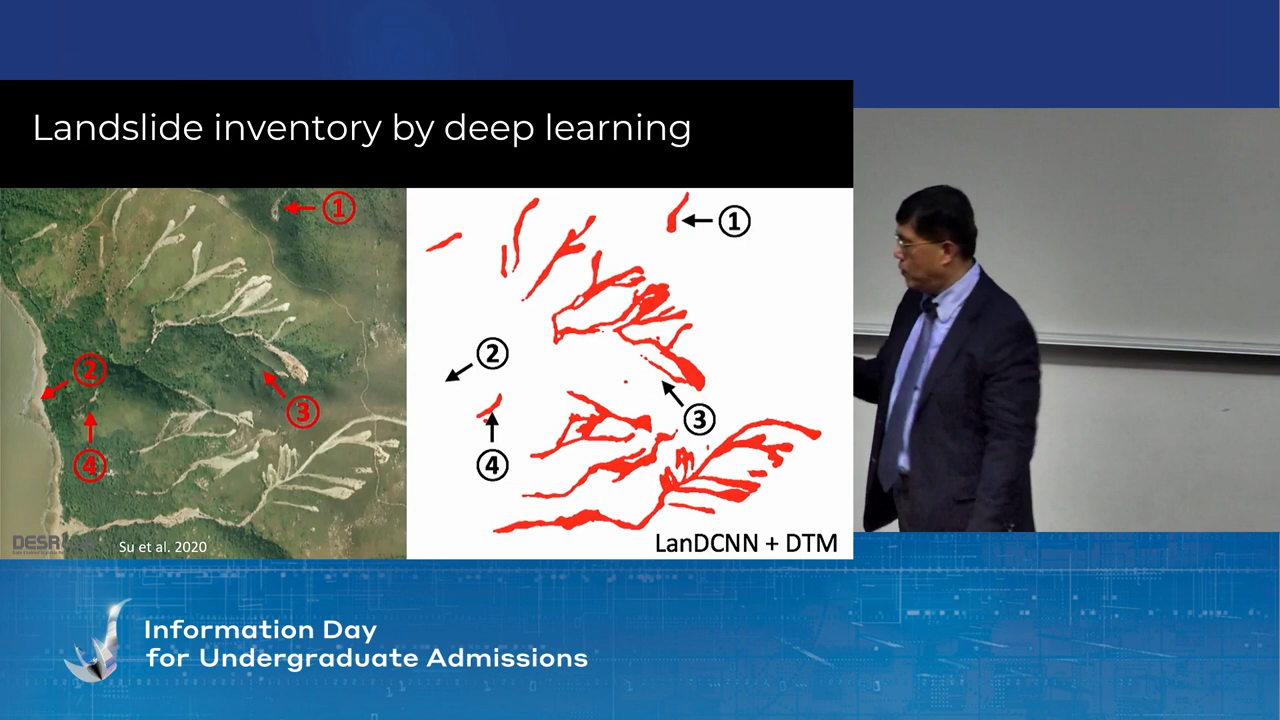 Landslide inventory by deep learning
①
②
③
④
Su et al. 2020
①
②
③
④
LanDCNN + DTM
Information Day
for Undergraduate Admissions